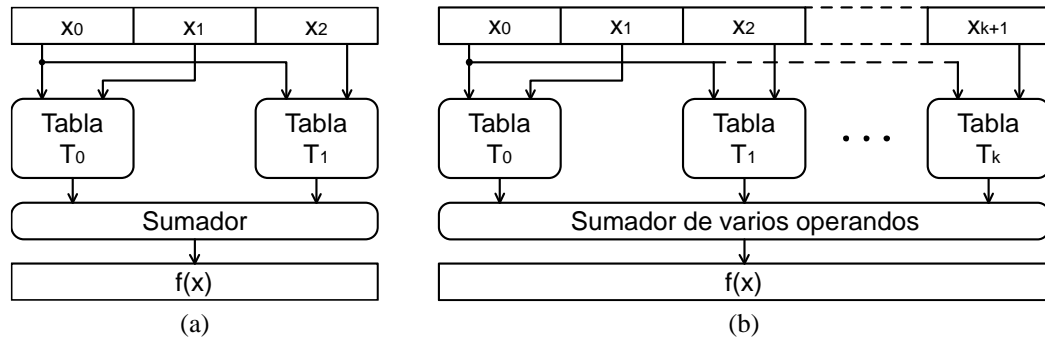 x0 x1 x2 x0 x1 x2 xk+1
Tabla Tabla Tabla Tabla Tabla
T0 T1 T0 T1 . . . Tk
Sumador Sumador de varios operandos
f(x) f(x)
(a) (b)